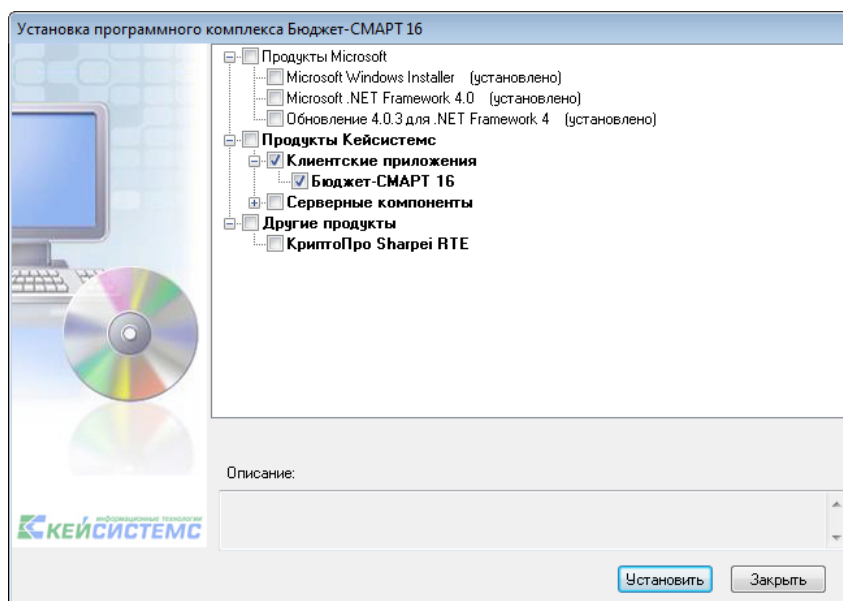 Установка программного комплекса Бюджет-СМАРТ 16
Продукты Microsoft
Microsoft Windows Installer (установлено)
Microsoft .NET Framework 4.0 (установлено)
Обновление 4.0.3 для .NET Framework 4 (установлено)
Продукты Кейсистемс
Клиентские приложения
Бюджет-СМАРТ 16
Серверные компоненты
Другие продукты
КриптоПро Sharpei RTE
Описание:
информационные технологии
КЕЙСИСТЕМС
Установить
Закрыть